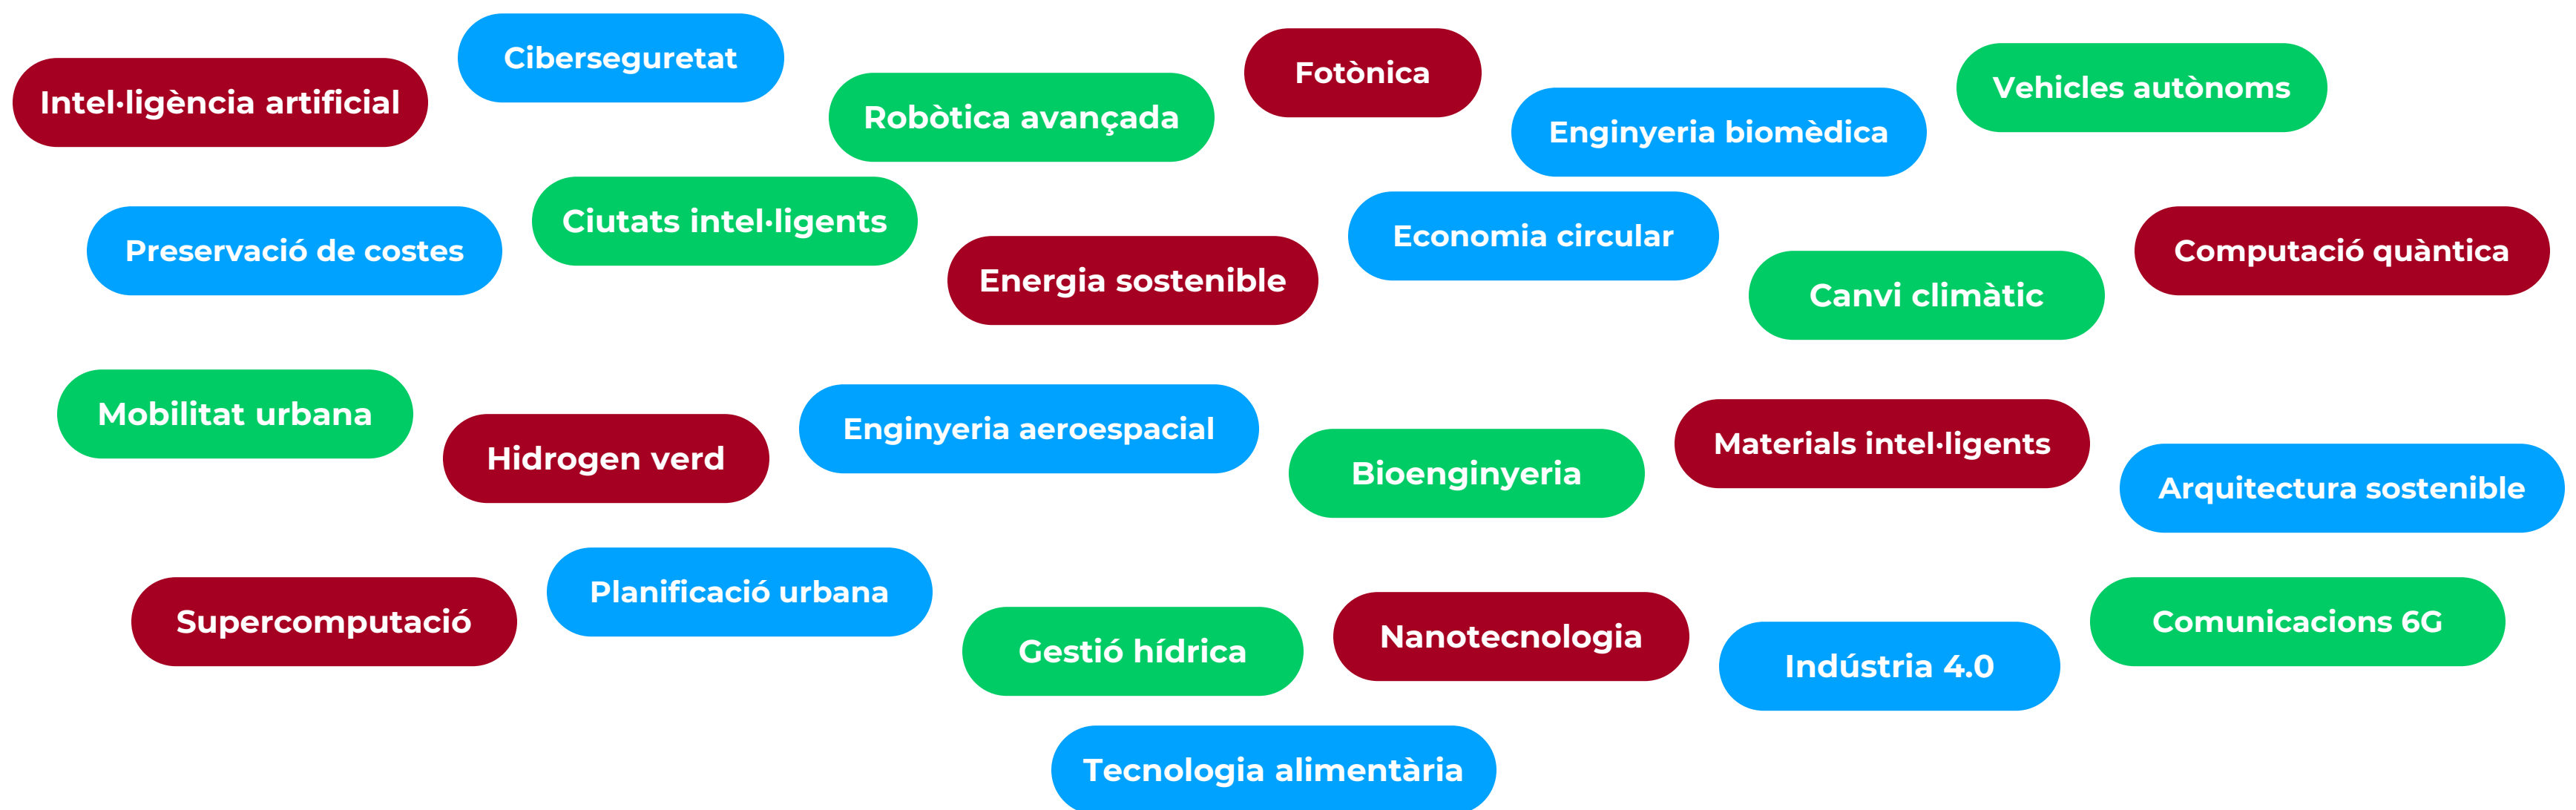 Intel·ligència artificial
Ciberseguretat
Robòtica avançada
Fotònica
Enginyeria biomèdica
Vehicles autònoms
Preservació de costes
Ciutats intel·ligents
Energia sostenible
Economia circular
Canvi climàtic
Computació quàntica
Mobilitat urbana
Hidrogen verd
Enginyeria aeroespacial
Bioenginyeria
Materials intel·ligents
Arquitectura sostenible
Supercomputació
Planificació urbana
Gestió hídrica
Nanotecnologia
Indústria 4.0
Comunicacions 6G
Tecnologia alimentària